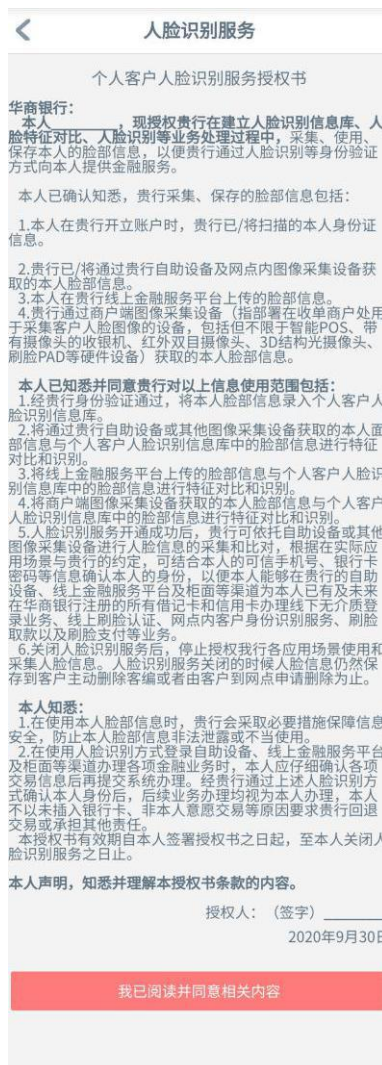 人脸识别服务
个人客户人脸识别服务授权书
华商银行：
本人________，现授权贵行在建立人脸识别信息库、人
脸特征对比、人脸识别等业务处理过程中，采集、使用、
保存本人的脸部信息，以便贵行通过人脸识别等身份验证
方式向本人提供金融服务。
本人已确认知悉，贵行采集、保存的脸部信息包括：
1.本人在贵行开立账户时，贵行已/将扫描的本人身份证
信息。
2.贵行已/将通过贵行自助设备及网点内图像采集设备获
取的本人脸部信息。
3.本人在贵行线上金融服务平台上传的脸部信息。
4.贵行通过商户端图像采集设备（指部署在收单商户处用
于采集客户人脸图像的设备，包括但不限于智能POS、带
有摄像头的收银机、红外双目摄像头、3D结构光摄像头、
刷脸PAD等硬件设备）获取的本人脸部信息。
本人已知悉并同意贵行对以上信息使用范围包括：
1.经贵行身份验证通过，将本人脸部信息录入个客户人
脸识别信息库。
2.将通过贵行自助设备或其他图像采集设备获取的本人面
部信息与个人客户人脸识别信息库中的脸部信息进行特征
对比和识别。
3.将线上金融服务平台上传的脸部信息与个人客户人脸识
别信息库中的脸部信息进行特征对比和识别。
4.将商户端图像采集设备获取的本人脸部信息与个人客户
人脸识别信息库中的脸部信息进行特征对比和识别。
5.人脸识别服务开通成功后，贵行可依托自助设备或其他
图像采集设备进行人脸信息的采集和比对，根据在实际应
用场景与贵行的约定，可结合本人的可信手机号、银行卡
密码等信息确认本人的身份，以便本人能够在贵行的自助
设备、线上金融服务平台及柜面等渠道为本人已有及未来
在华商银行注册的所有借记卡和信用卡办理线下无介质登
录业务、线上刷脸认证、网点内客户身份识别服务、刷脸
取款以及刷脸支付等业务。
6.关闭人脸识别服务后，停止授权我行各应用场景使用和
采集人脸信息。人脸识别服务关闭的时候人脸信息仍然保
存到客户主动删除客编或者由客户到网点申请删除为止。
本人知悉：
1.在使用本人脸部信息时，贵行会采取必要措施保障信息
安全，防止本人脸部信息非法泄露或不当使用。
2.在使用人脸识别方式登录自助设备、线上金融服务平台
及柜面等渠道办理各项金融业务时，本人应仔细确认各项
交易信息后再提交系统办理。经贵行通过上述人脸识别方
式确认本人身份后，后续业务办理均视为本人办理，本人
不以未插入银行卡、非本人意愿交易等原因要求贵行回退
交易或承担其他责任。
本授权书有效期自本人签署授权书之日起，至本人关闭人
脸识别服务之日止。
本人声明，知悉并理解本授权书条款的内容。
授权人：（签字）________
2020年9月30日
我已阅读并同意相关内容